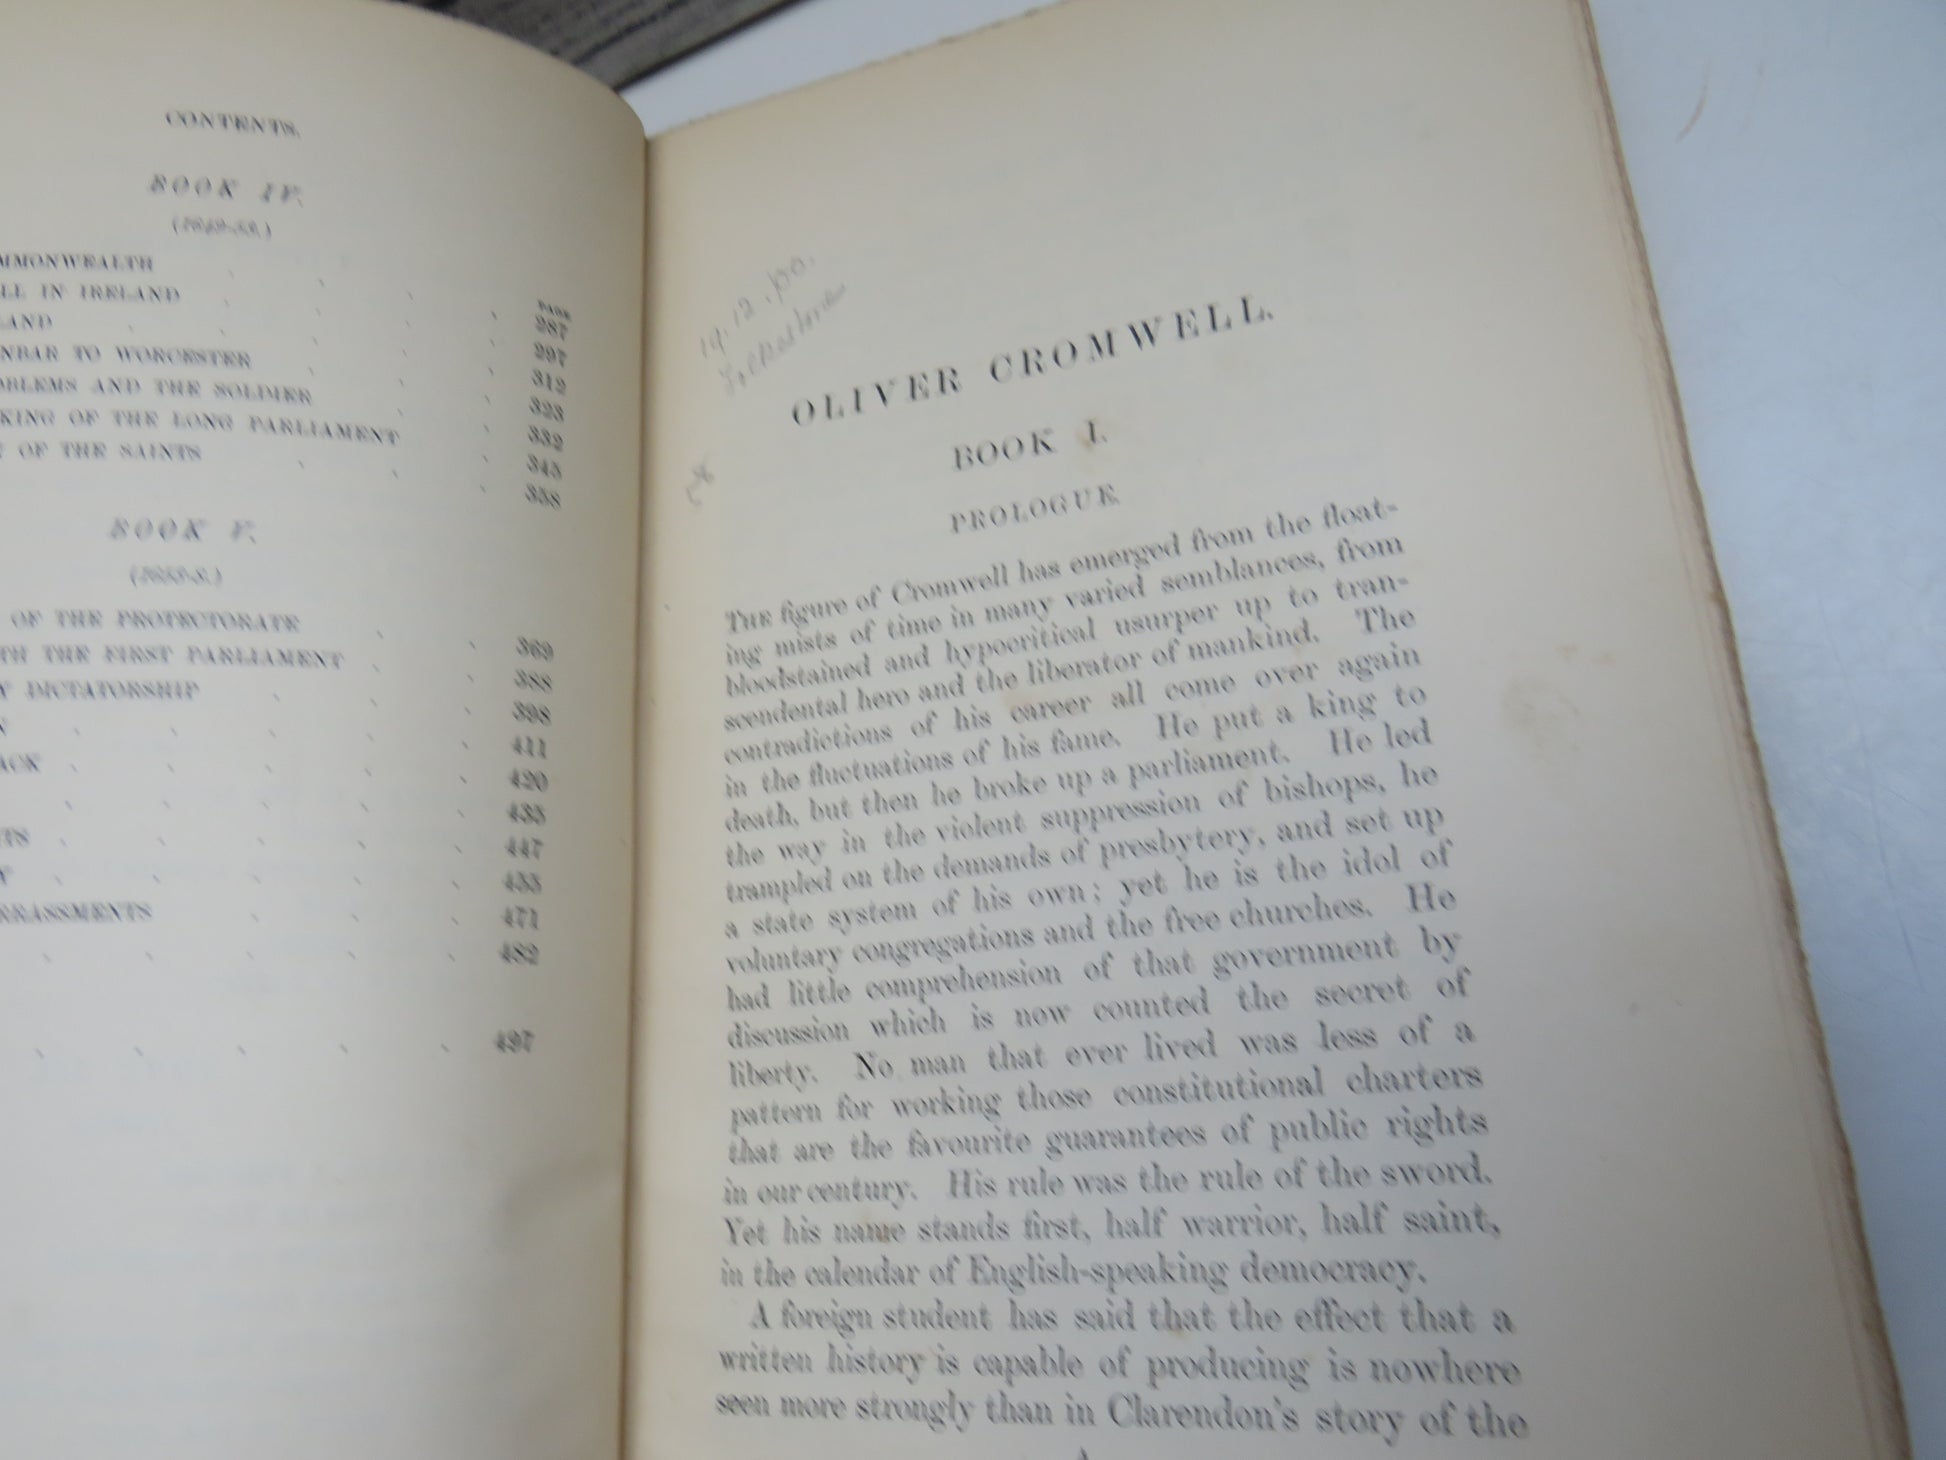 CONTENTS.
BOOK IV.
(1649-53.)
PAGE
MMONWEALTH 287
LL IN IRELAND 297
LAND 312
NBAR TO WORCESTER 323
OBLEMS AND THE SOLDIER 332
KING OF THE LONG PARLIAMENT 345
OF THE SAINTS 358
BOOK V.
(1653-8.)
OF THE PROTECTORATE 369
TH THE FIRST PARLIAMENT 388
Y DICTATORSHIP 398
411
ACK 420
435
TS 447
Y 455
RRASSMENTS 471
482
497
19.12.
OLIVER CROMWELL.
BOOK I.
PROLOGUE.
THE figure of Cromwell has emerged from the float-
ing mists of time in many varied semblances, from
bloodstained and hypocritical usurper up to tran-
scendental hero and the liberator of mankind. The
contradictions of his career all come over again
in the fluctuations of his fame. He put a king to
death, but then he broke up a parliament. He led
the way in the violent suppression of bishops, he
trampled on the demands of presbytery, and set up
a state system of his own; yet he is the idol of
voluntary congregations and the free churches. He
had little comprehension of that government by
discussion which is now counted the secret of
liberty. No man that ever lived was less of a
pattern for working those constitutional charters
that are the favourite guarantees of public rights
in our century. His rule was the rule of the sword.
Yet his name stands first, half warrior, half saint,
in the calendar of English-speaking democracy.
A foreign student has said that the effect that a
written history is capable of producing is nowhere
seen more strongly than in Clarendon's story of the
A